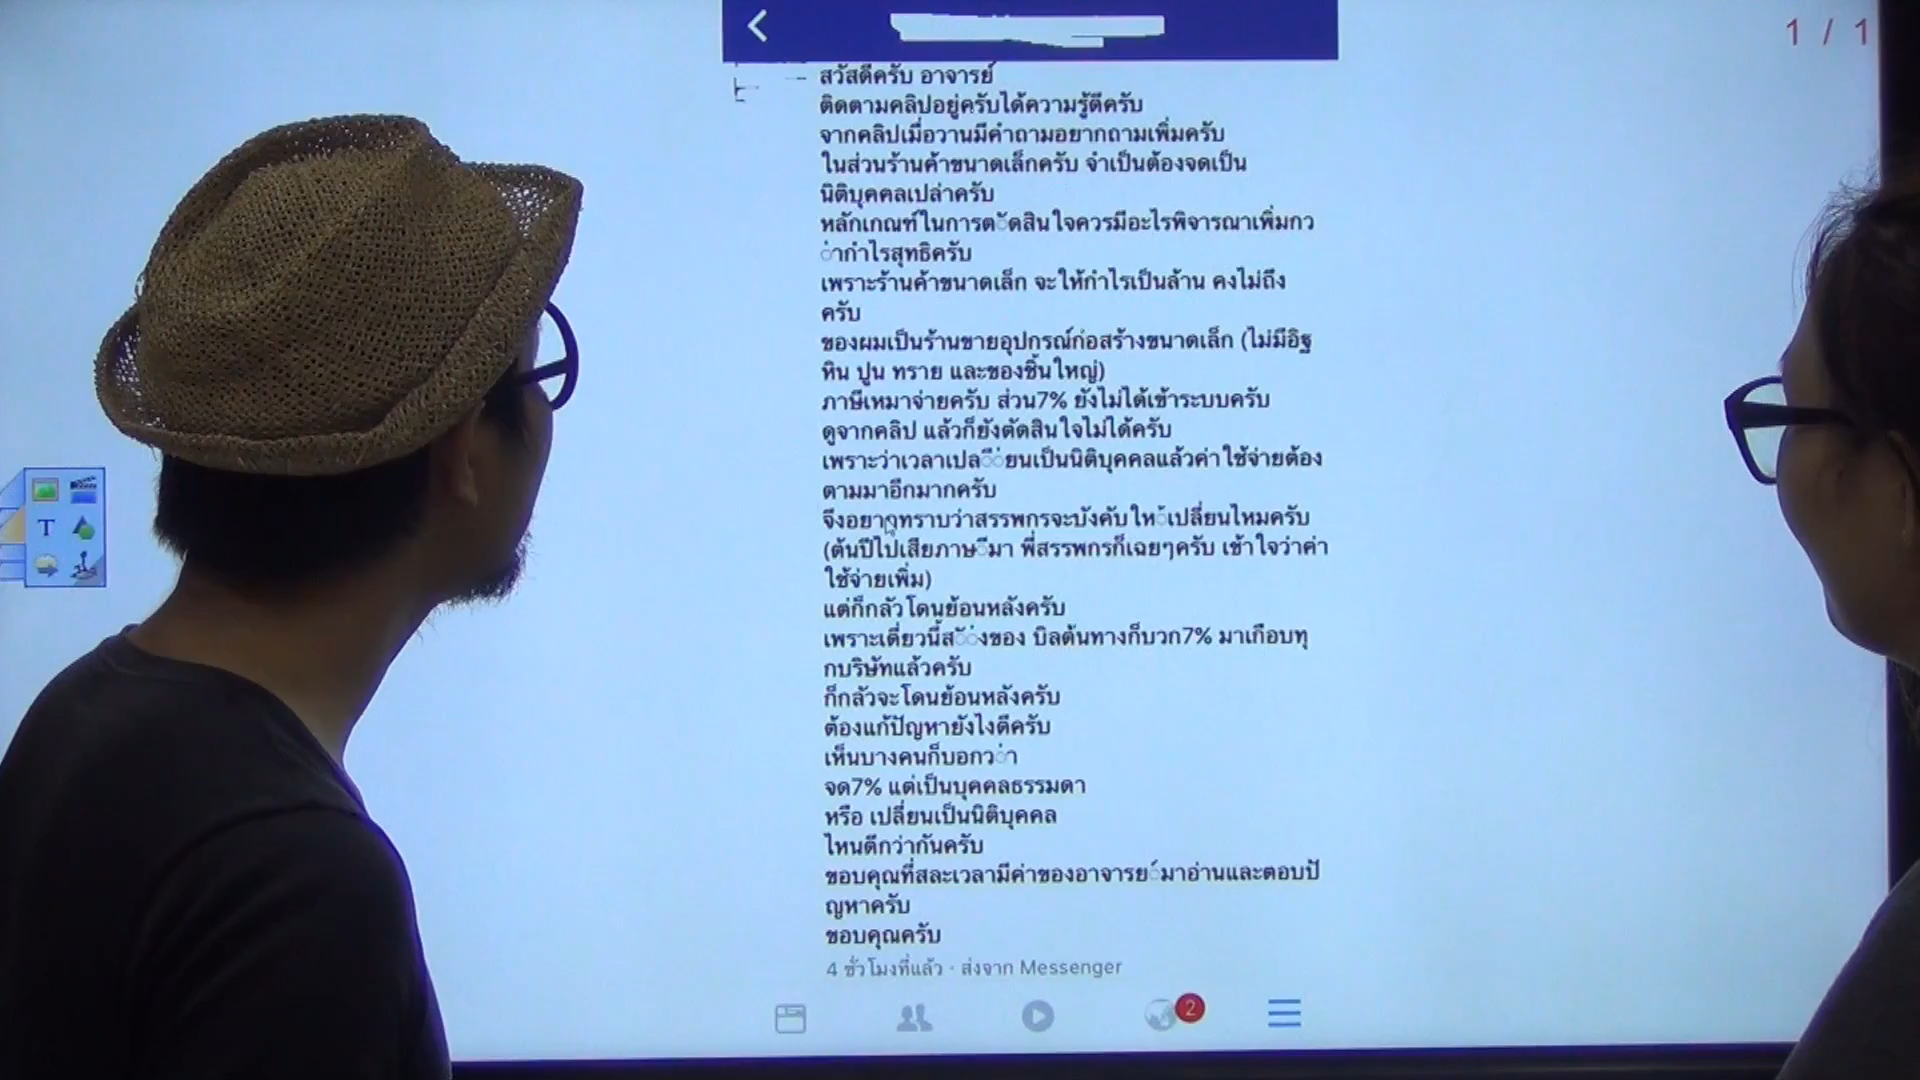 1 / 1
สวัสดีครับ อาจารย์
ติดตามคลิปอยู่ครับได้ความรู้ดีครับ
จากคลิปเมื่อวานมีคำถามอยากถามเพิ่มครับ
ในส่วนร้านค้าขนาดเล็กครับ จำเป็นต้องจดเป็น
นิติบุคคลเปล่าครับ
หลักเกณฑ์ในการตัดสินใจควรมีอะไรพิจารณาเพิ่มกว
่ากำไรสุทธิครับ
เพราะร้านค้าขนาดเล็ก จะให้กำไรเป็นล้าน คงไม่ถึง
ครับ
ของผมเป็นร้านขายอุปกรณ์ก่อสร้างขนาดเล็ก (ไม่มีอิฐ
หิน ปูน ทราย และของชิ้นใหญ่)
ภาษีเหมาจ่ายครับ ส่วน7% ยังไม่ได้เข้าระบบครับ
ดูจากคลิป แล้วก็ยังตัดสินใจไม่ได้ครับ
เพราะว่าเวลาเปลี่ยนเป็นนิติบุคคลแล้วค่าใช้จ่ายต้อง
ตามมาอีกมากครับ
จึงอยากทราบว่าสรรพกรจะบังคับให้เปลี่ยนไหมครับ
(ต้นปีไปเสียภาษีมา พี่สรรพกรก็เฉยๆครับ เข้าใจว่าค่า
ใช้จ่ายเพิ่ม)
แต่ก็กลัวโดนย้อนหลังครับ
เพราะเดี่ยวนี้สั่งของ บิลต้นทางก็บวก7% มาเกือบทุ
กบริษัทแล้วครับ
ก็กลัวจะโดนย้อนหลังครับ
ต้องแก้ปัญหายังไงดีครับ
เห็นบางคนก็บอกว่า
จด7% แต่เป็นบุคคลธรรมดา
หรือ เปลี่ยนเป็นนิติบุคคล
ไหนดีกว่ากันครับ
ขอบคุณที่สละเวลามีค่าของอาจารย์มาอ่านและตอบปั
ญหาครับ
ขอบคุณครับ
4 ชั่วโมงที่แล้ว · ส่งจาก Messenger
2
T